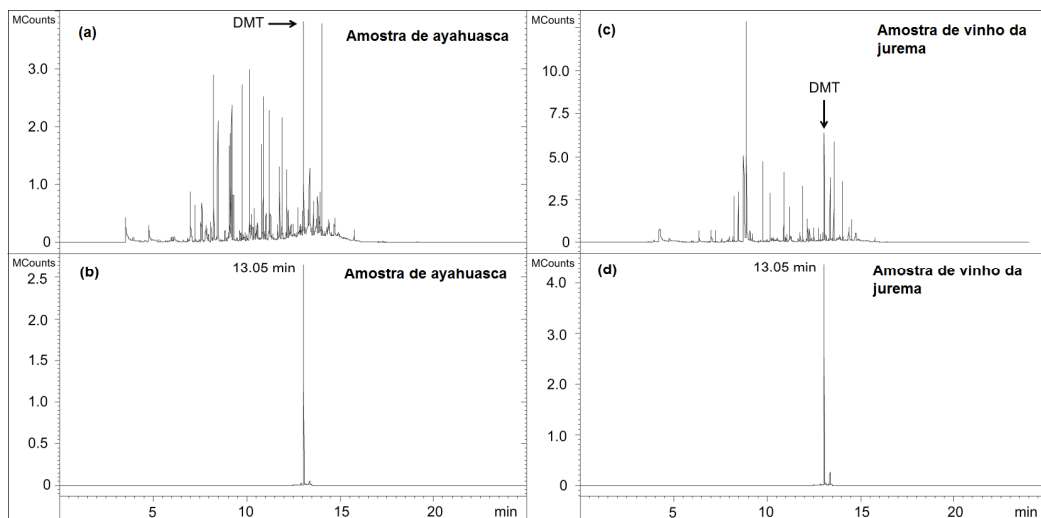 MCounts
(a)
DMT
Amostra de ayahuasca
3.0
2.0
1.0
0.0
MCounts
(c)
Amostra de vinho da
jurema
DMT
10.0
7.5
5.0
2.5
0
MCounts
(b)
13.05 min
Amostra de ayahuasca
2.5
2.0
1.5
1.0
0.5
0
5
10
15
20
min
MCounts
(d)
13.05 min
Amostra de vinho da
jurema
4.0
3.0
2.0
1.0
0
5
10
15
20
min